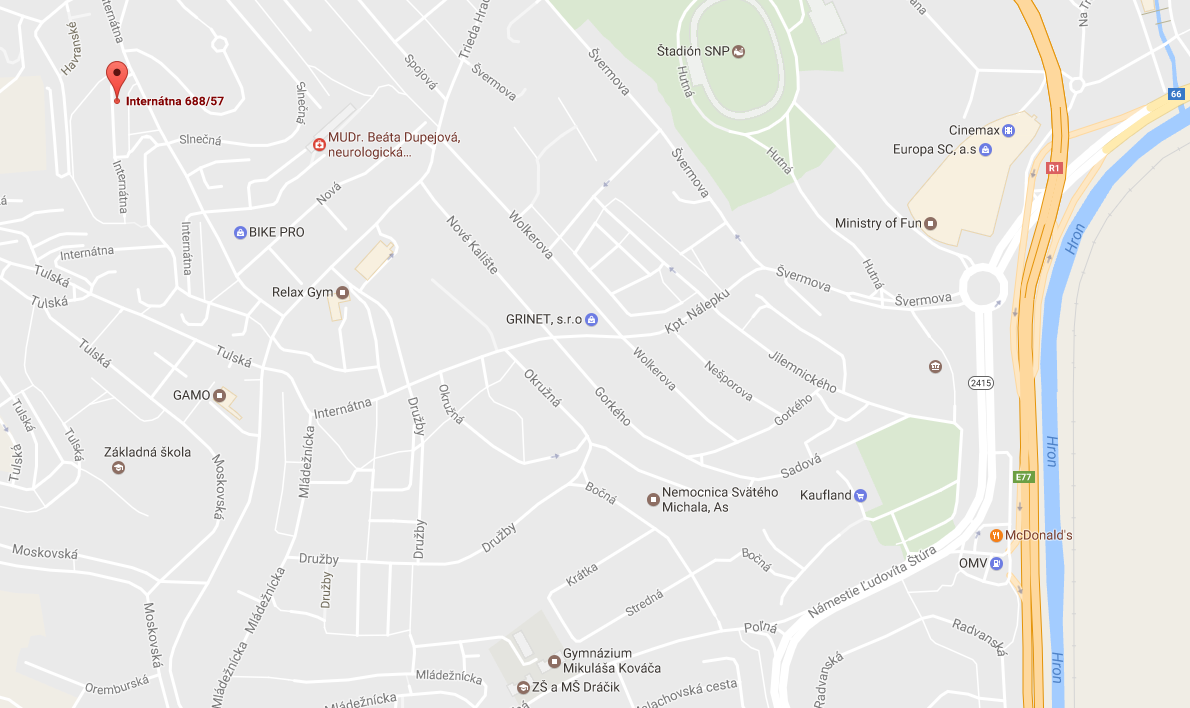 Internátna
Havranské
Trieda Hrad
Na Tr
ana
Spojová
Švermova
Švermova
Štadión SNP
Hutná
66
Internátna 688/57
Slnečná
Slnečná
MUDr. Beáta Dupejová,
neurologická...
Cinemax
Europa SC, a.s
Hutná
R1
Švermova
Internátna
Nová
Wolkerova
Nové Kalište
Ministry of Fun
Hron
BIKE PRO
Internátna
Internátna
Tulská
Tulská
Relax Gym
Švermova
Hutná
Švermova
GRINET, s.r.o
Kpt. Nálepku
Tulská
Tulská
Wolkerova
Nešporova
Jilemnického
2415
GAMO
Okružná
Okružná
Gorkého
Gorkého
Internátna
Družby
Tulská
Tulská
Tulská
Základná škola
Mládežnícka
Moskovská
Sadová
Hron
E77
Bočná
Nemocnica Svätého
Michala, As
Kaufland
Družby
Družby
McDonald's
OMV
Moskovská
Družby
Družby
Krátka
Bočná
Námestie Ľudovíta Štúra
Mládežnícka
Stredná
Moskovská
Poľná
Radvanská
Gymnázium
Mikuláša Kováča
Mládežnícka
Mládežnícka
Oremburská
ZŠ a MŠ Dráčik
Radvanská
Hron
Mládežnícka
Malachovská cesta